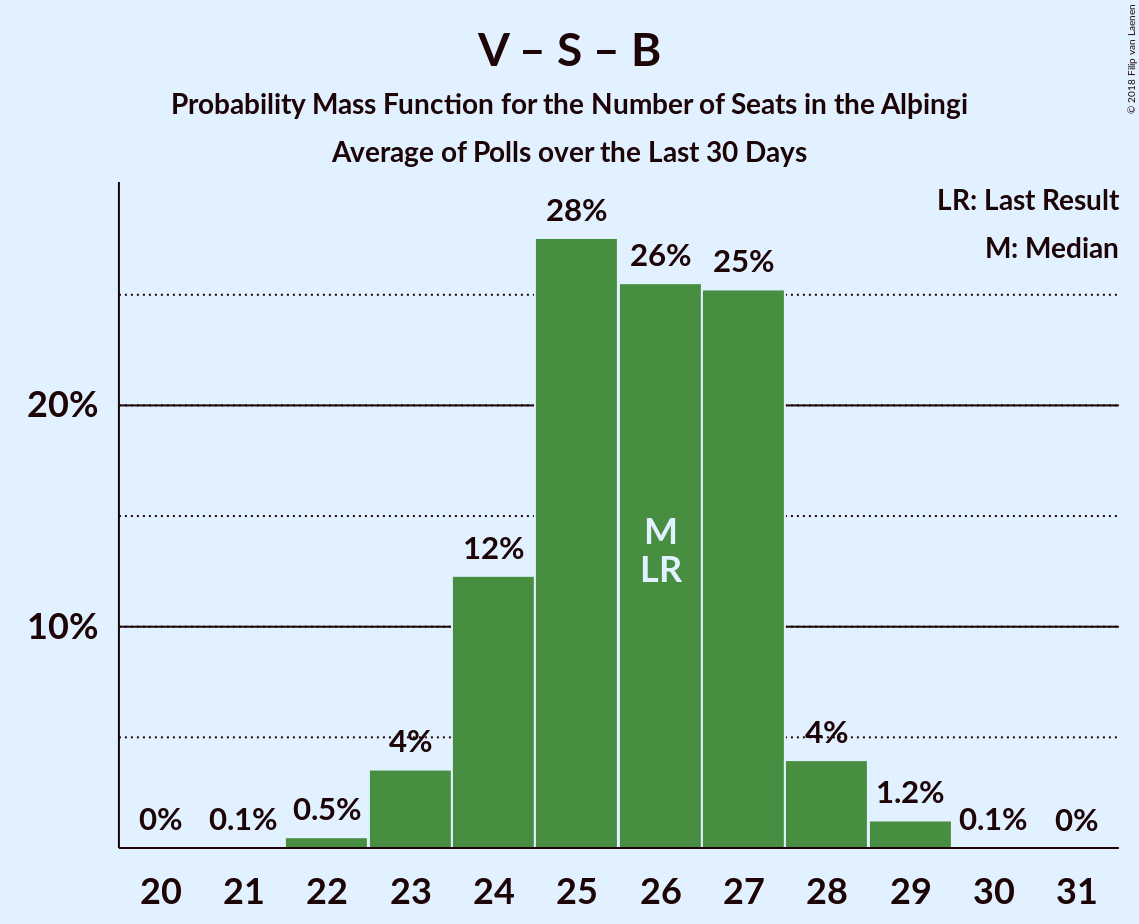 V – S – B
Probability Mass Function for the Number of Seats in the Alþingi
Average of Polls over the Last 30 Days
© 2018 Filip van Laenen
LR: Last Result
M: Median
28%
26%
25%
20%
M
LR
12%
10%
4%
4%
1.2%
0.5%
0%
0.1%
0.1%
0%
20 21 22 23 24 25 26 27 28 29 30 31